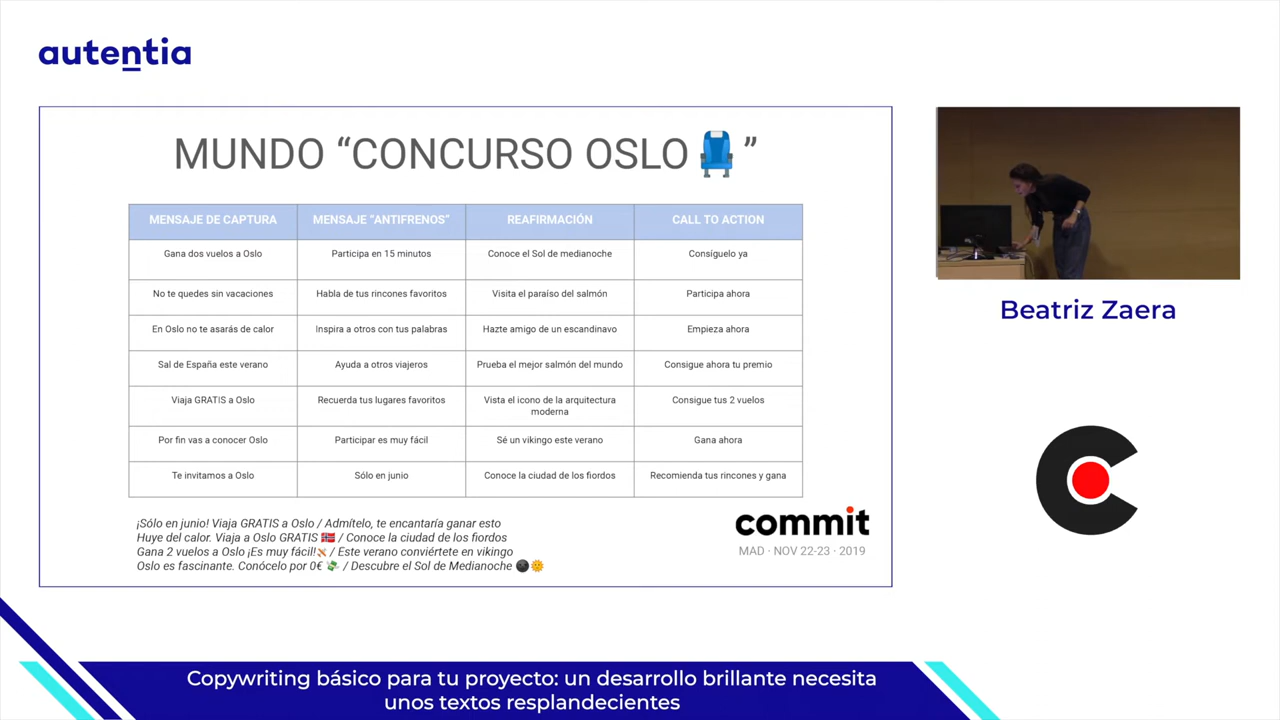 autentia
MUNDO “CONCURSO OSLO 💺”
MENSAJE DE CAPTURA MENSAJE “ANTIFRENOS” REAFIRMACIÓN CALL TO ACTION
Gana dos vuelos a Oslo Participa en 15 minutos Conoce el Sol de medianoche Consíguelo ya
No te quedes sin vacaciones Habla de tus rincones favoritos Visita el paraíso del salmón Participa ahora
En Oslo no te asarás de calor Inspira a otros con tus palabras Hazte amigo de un escandinavo Empieza ahora
Sal de España este verano Ayuda a otros viajeros Prueba el mejor salmón del mundo Consigue ahora tu premio
Viaja GRATIS a Oslo Recuerda tus lugares favoritos Vista el icono de la arquitectura moderna Consigue tus 2 vuelos
Por fin vas a conocer Oslo Participar es muy fácil Sé un vikingo este verano Gana ahora
Te invitamos a Oslo Sólo en junio Conoce la ciudad de los fiordos Recomienda tus rincones y gana
¡Sólo en junio! Viaja GRATIS a Oslo / Admítelo, te encantaría ganar esto
Huye del calor. Viaja a Oslo GRATIS 🇳🇴 / Conoce la ciudad de los fiordos
Gana 2 vuelos a Oslo ¡Es muy fácil! / Este verano conviértete en vikingo
Oslo es fascinante. Conócelo por 0€ 💸 / Descubre el Sol de Medianoche 🌚🌞
commit
MAD · NOV 22-23 · 2019
Beatriz Zaera
Copywriting básico para tu proyecto: un desarrollo brillante necesita
unos textos resplandecientes